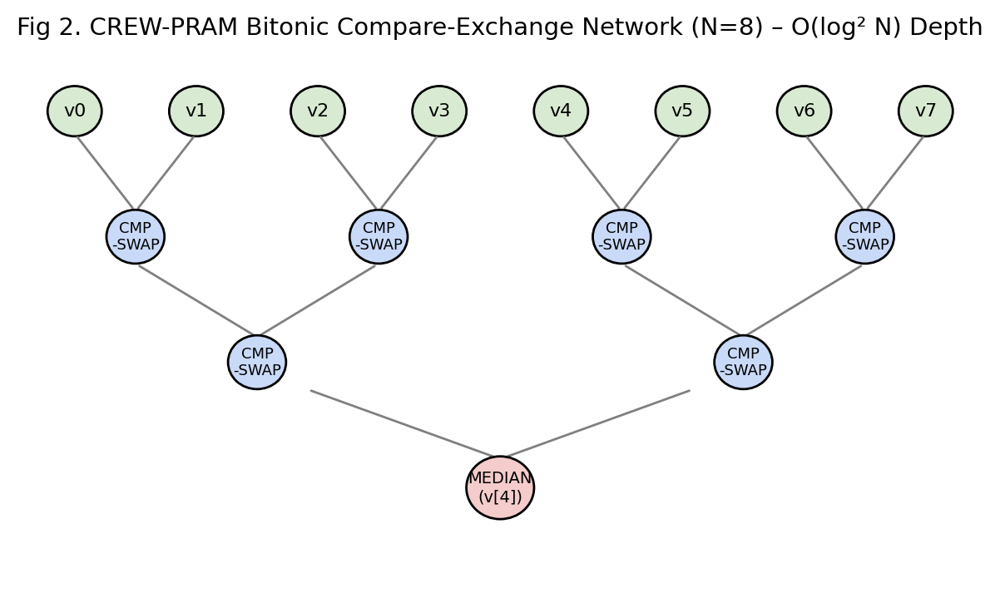 Fig 2. CREW-PRAM Bitonic Compare-Exchange Network (N=8) – O(log² N) Depth
v0
v1
v2
v3
v4
v5
v6
v7
CMP
-SWAP
CMP
-SWAP
CMP
-SWAP
CMP
-SWAP
CMP
-SWAP
CMP
-SWAP
MEDIAN
(v[4])